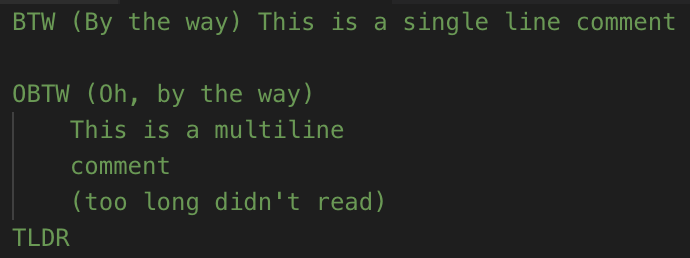 BTW (By the way) This is a single line comment
OBTW (Oh, by the way)
This is a multiline
comment
(too long didn't read)
TLDR